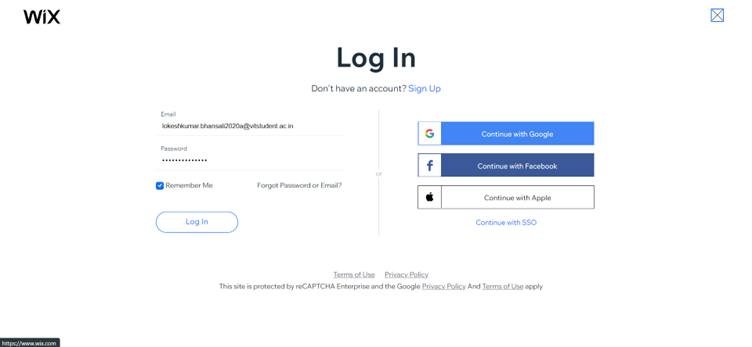 WiX
Log In
Don't have an account? Sign Up
Email
lokeshkumar.bhansali2020a@vitstudent.ac.in
Password
••••••••••••••
Remember Me
Forgot Password or Email?
Log In
or
Continue with Google
Continue with Facebook
Continue with Apple
Continue with SSO
Terms of Use Privacy Policy
This site is protected by reCAPTCHA Enterprise and the Google Privacy Policy And Terms of Use apply
https://www.wix.com